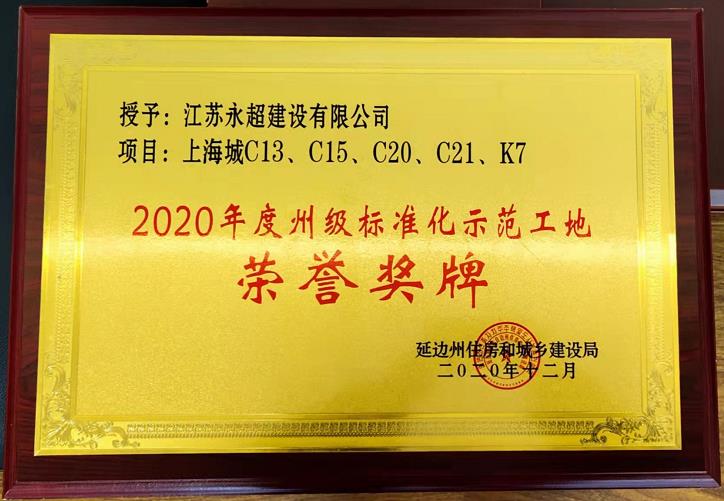 授予：江苏永超建设有限公司
项目：上海城C13、C15、C20、C21、K7
2020年度州级标准化示范工地
荣誉奖牌
延边州住房和城乡建设局
二〇二〇年十二月